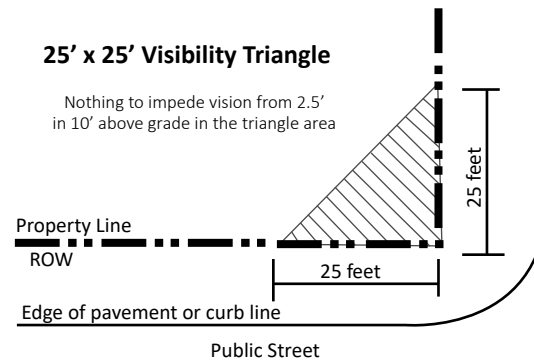 25’ x 25’ Visibility Triangle
Nothing to impede vision from 2.5’
in 10’ above grade in the triangle area
25 feet
Property Line
ROW
25 feet
Edge of pavement or curb line
Public Street